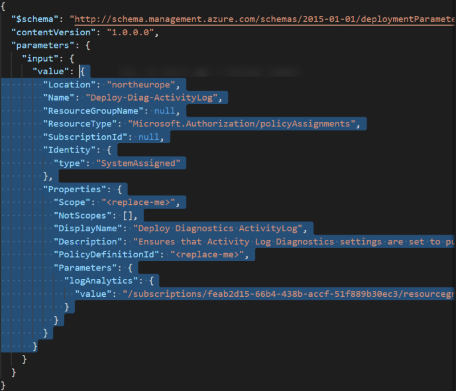 {
"$schema": "http://schema.management.azure.com/schemas/2015-01-01/deploymentParamete
"contentVersion": "1.0.0.0",
"parameters": {
"input": {
"value": {
"Location": "northeurope",
"Name": "Deploy-Diag-ActivityLog",
"ResourceGroupName": null,
"ResourceType": "Microsoft.Authorization/policyAssignments",
"SubscriptionId": null,
"Identity": {
"type": "SystemAssigned"
},
"Properties": {
"Scope": "<replace-me>",
"NotScopes": [],
"DisplayName": "Deploy Diagnostics ActivityLog",
"Description": "Ensures that Activity Log Diagnostics settings are set to pu
"PolicyDefinitionId": "<replace-me>",
"Parameters": {
"logAnalytics": {
"value": "/subscriptions/feab2d15-66b4-438b-accf-51f889b30ec3/resourceg
}
}
}
}
}
}
}